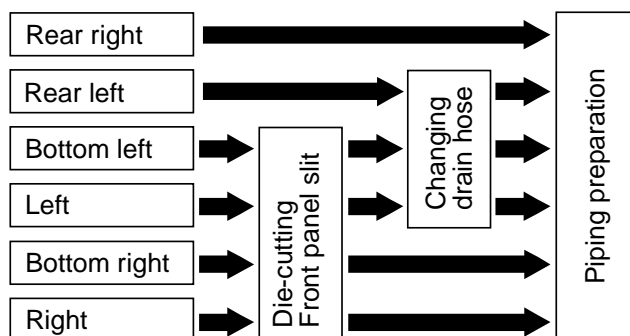 Rear right
Rear left
Bottom left
Left
Bottom right
Right
Die-cutting
Front panel slit
Changing
drain hose
Piping preparation